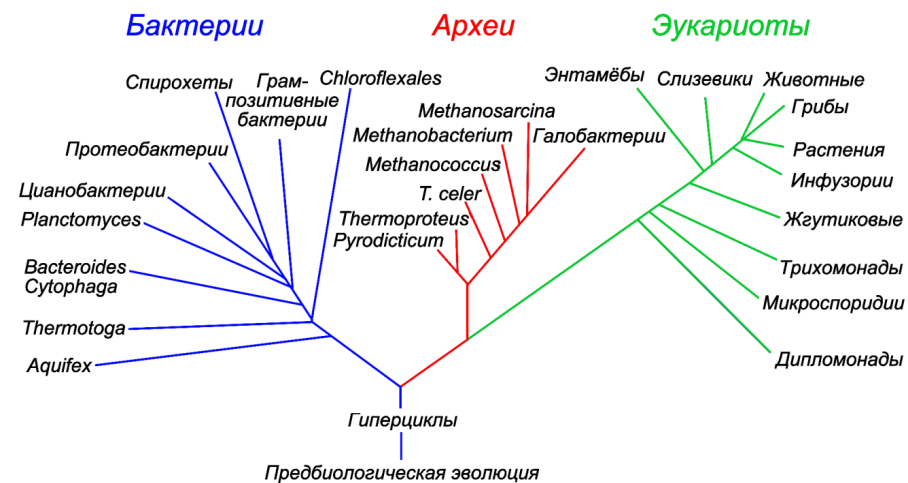 Бактерии
Археи
Эукариоты
Спирохеты
Грам-
позитивные
бактерии
Chloroflexales
Протеобактерии
Цианобактерии
Planctomyces
Bacteroides
Cytophaga
Thermotoga
Aquifex
Methanosarcina
Methanobacterium
Галобактерии
Methanococcus
T. celer
Thermoproteus
Pyrodicticum
Энтамёбы
Слизевики
Животные
Грибы
Растения
Инфузории
Жгутиковые
Трихомонады
Микроспоридии
Дипломонады
Гиперциклы
Предбиологическая эволюция